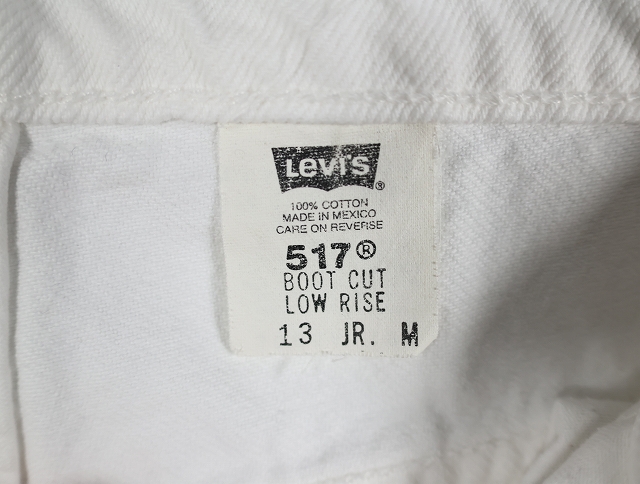 Levi's ®
100% COTTON
MADE IN MEXICO
CARE ON REVERSE
517®
BOOT CUT
LOW RISE
13 JR. M